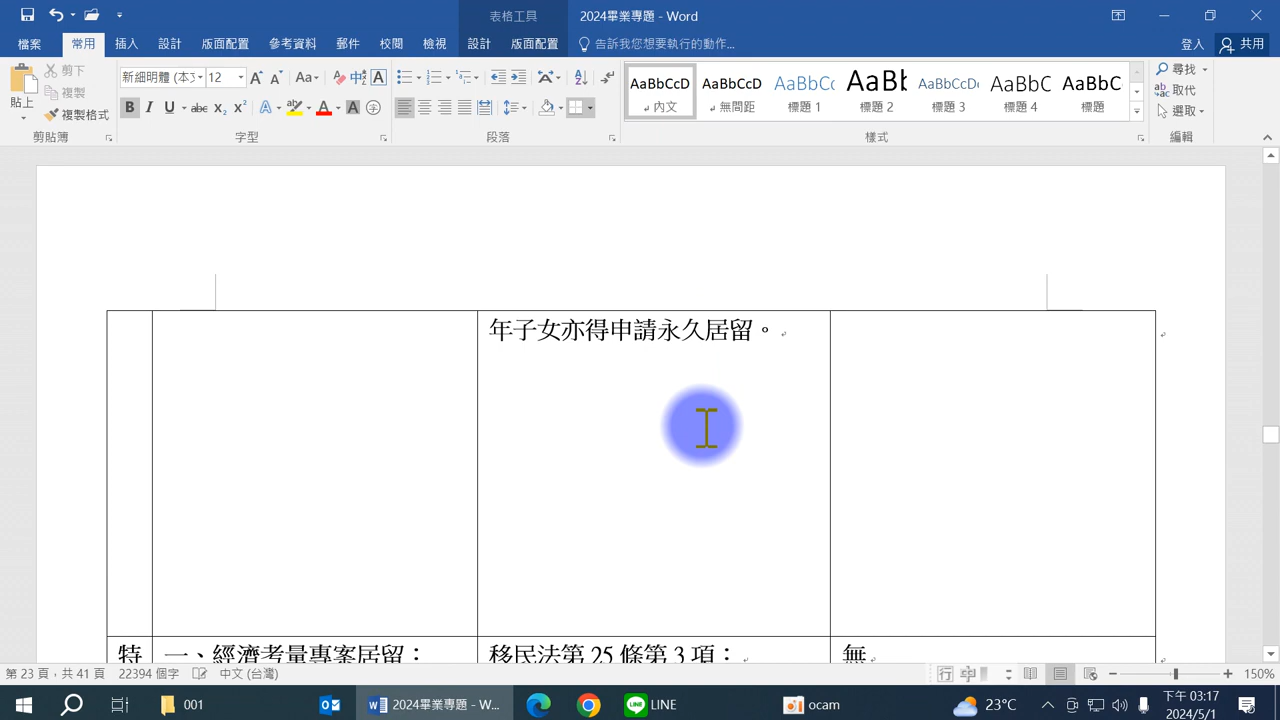 表格工具
2024畢業專題 - Word
檔案 常用 插入 設計 版面配置 參考資料 郵件 校閱 檢視 設計 版面配置 告訴我您想要執行的動作... 登入 共用
貼上 剪下 複製 複製格式
新細明體 (本文 12
AaBbCcD AaBbCcD AaBbCc AaBb AaBbCcDc AaBbC AaBbC
內文 無間距 標題 1 標題 2 標題 3 標題 4 標題
尋找 取代 選取
剪貼簿 字型 段落 樣式 編輯
年子女亦得申請永久居留。
特 一、經濟考量專案居留： 移民法第 25 條第 3 項： 無
第 23 頁，共 41 頁 22394 個字 中文 (台灣) 150%
001 2024畢業專題 - W... LINE ocam 23°C 下午 03:17
2024/5/1